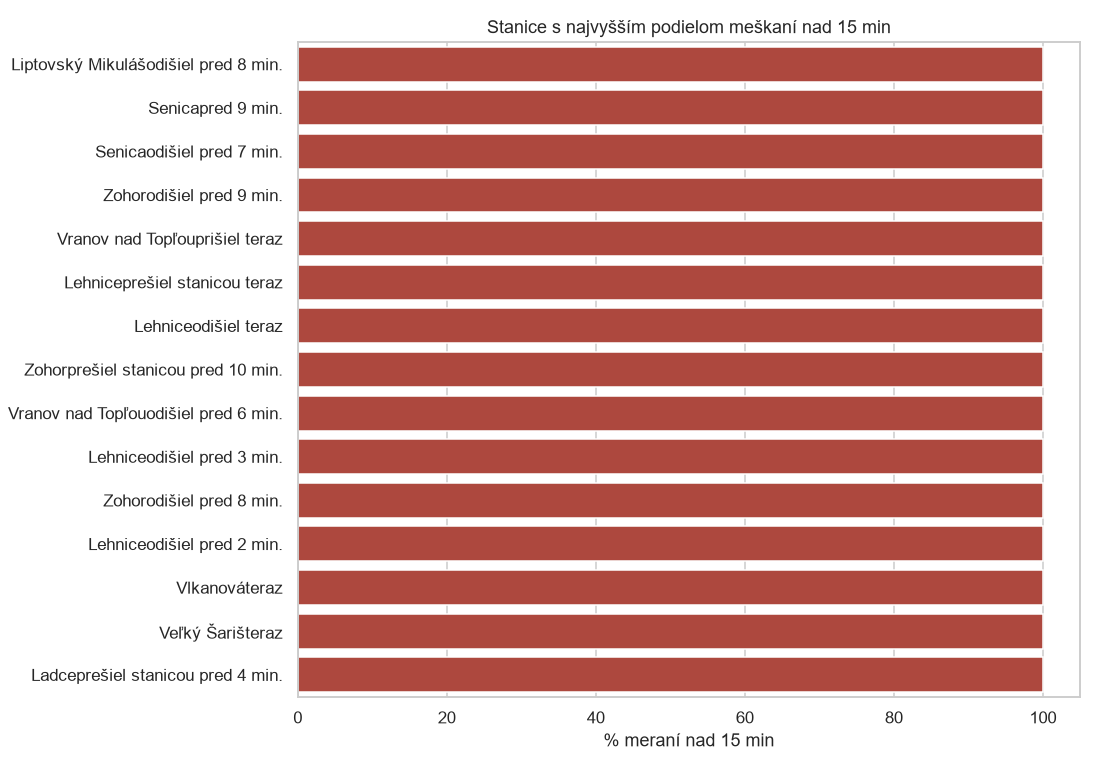 Stanice s najvyšším podielom meškaní nad 15 min
Liptovský Mikulášodišiel pred 8 min.
Senicapred 9 min.
Senicaodišiel pred 7 min.
Zohorodišiel pred 9 min.
Vranov nad Topľouprišiel teraz
Lehniceprešiel stanicou teraz
Lehniceodišiel teraz
Zohorprešiel stanicou pred 10 min.
Vranov nad Topľouodišiel pred 6 min.
Lehniceodišiel pred 3 min.
Zohorodišiel pred 8 min.
Lehniceodišiel pred 2 min.
Vlkanováteraz
Veľký Šarišteraz
Ladceprešiel stanicou pred 4 min.
0 20 40 60 80 100
% meraní nad 15 min